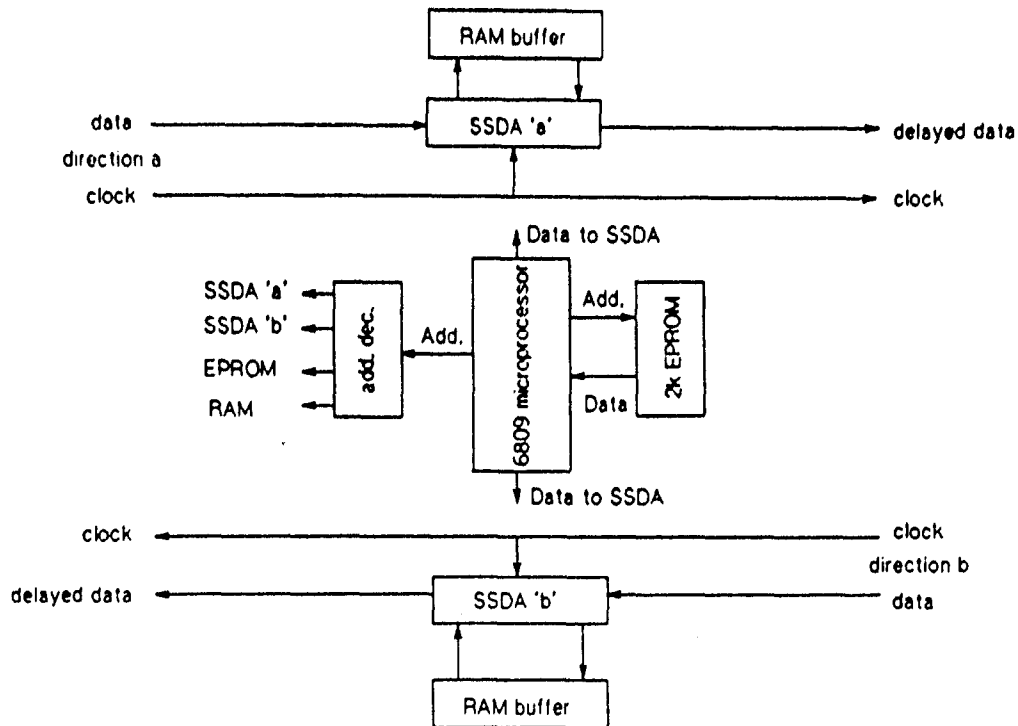 RAM buffer
data
SSDA 'a'
delayed data
direction a
clock
clock
Data to SSDA
SSDA 'a'
SSDA 'b'
EPROM
RAM
add. dec.
Add.
6809 microprocessor
Add.
Data
2k EPROM
Data to SSDA
clock
clock
direction b
delayed data
SSDA 'b'
data
RAM buffer